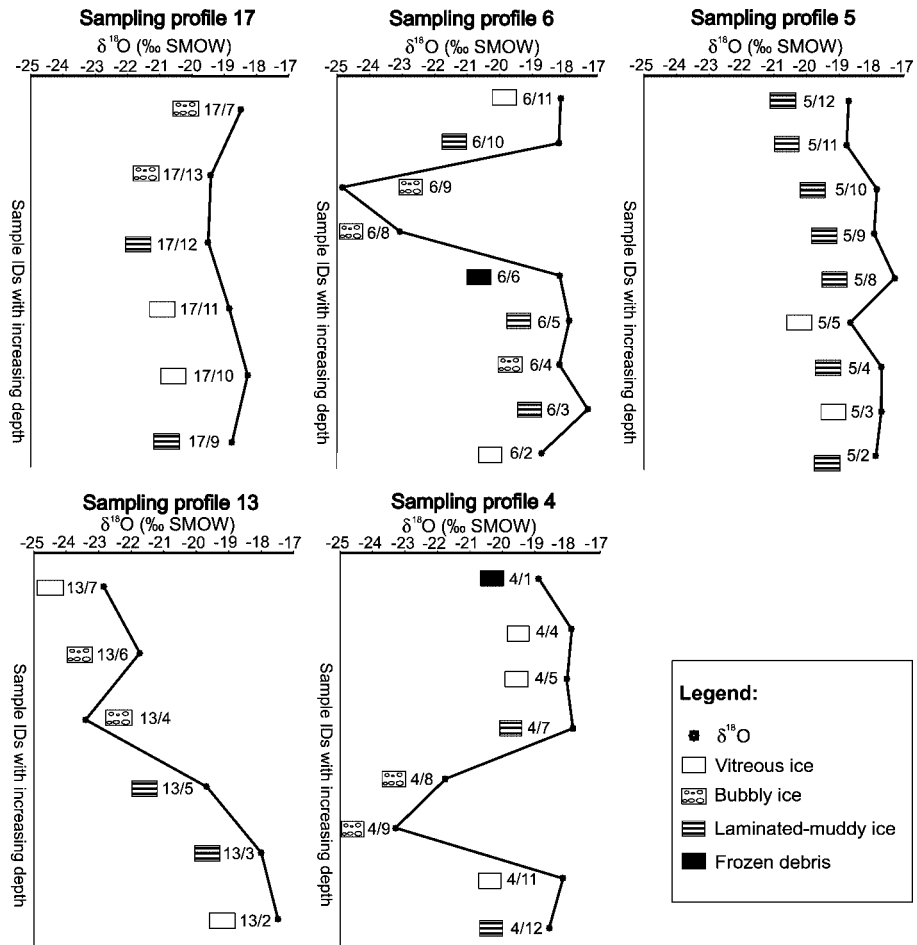 Sampling profile 17
δ¹⁸O (‰ SMOW)
-25 -23 -22 -21 -20 -19 -18 -17
Sample IDs with increasing depth
17/7
17/13
17/12
17/11
17/10
17/9
Sampling profile 6
δ¹⁸O (‰ SMOW)
-25 -23 -22 -21 -20 -19 -18 -17
Sample IDs with increasing depth
6/11
6/10
6/9
6/8
6/6
6/5
6/4
6/3
6/2
Sampling profile 5
δ¹⁸O (‰ SMOW)
-25 -23 -22 -21 -20 -19 -18 -17
Sample IDs with increasing depth
5/12
5/11
5/10
5/9
5/8
5/5
5/4
5/3
5/2
Sampling profile 13
δ¹⁸O (‰ SMOW)
-25 -23 -22 -21 -20 -19 -18 -17
Sample IDs with increasing depth
13/7
13/6
13/4
13/5
13/3
13/2
Sampling profile 4
δ¹⁸O (‰ SMOW)
-25 -23 -22 -21 -20 -19 -18 -17
Sample IDs with increasing depth
4/1
4/4
4/5
4/7
4/8
4/9
4/11
4/12
Legend:
δ¹⁸O
Vitreous ice
Bubbly ice
Laminated-muddy ice
Frozen debris